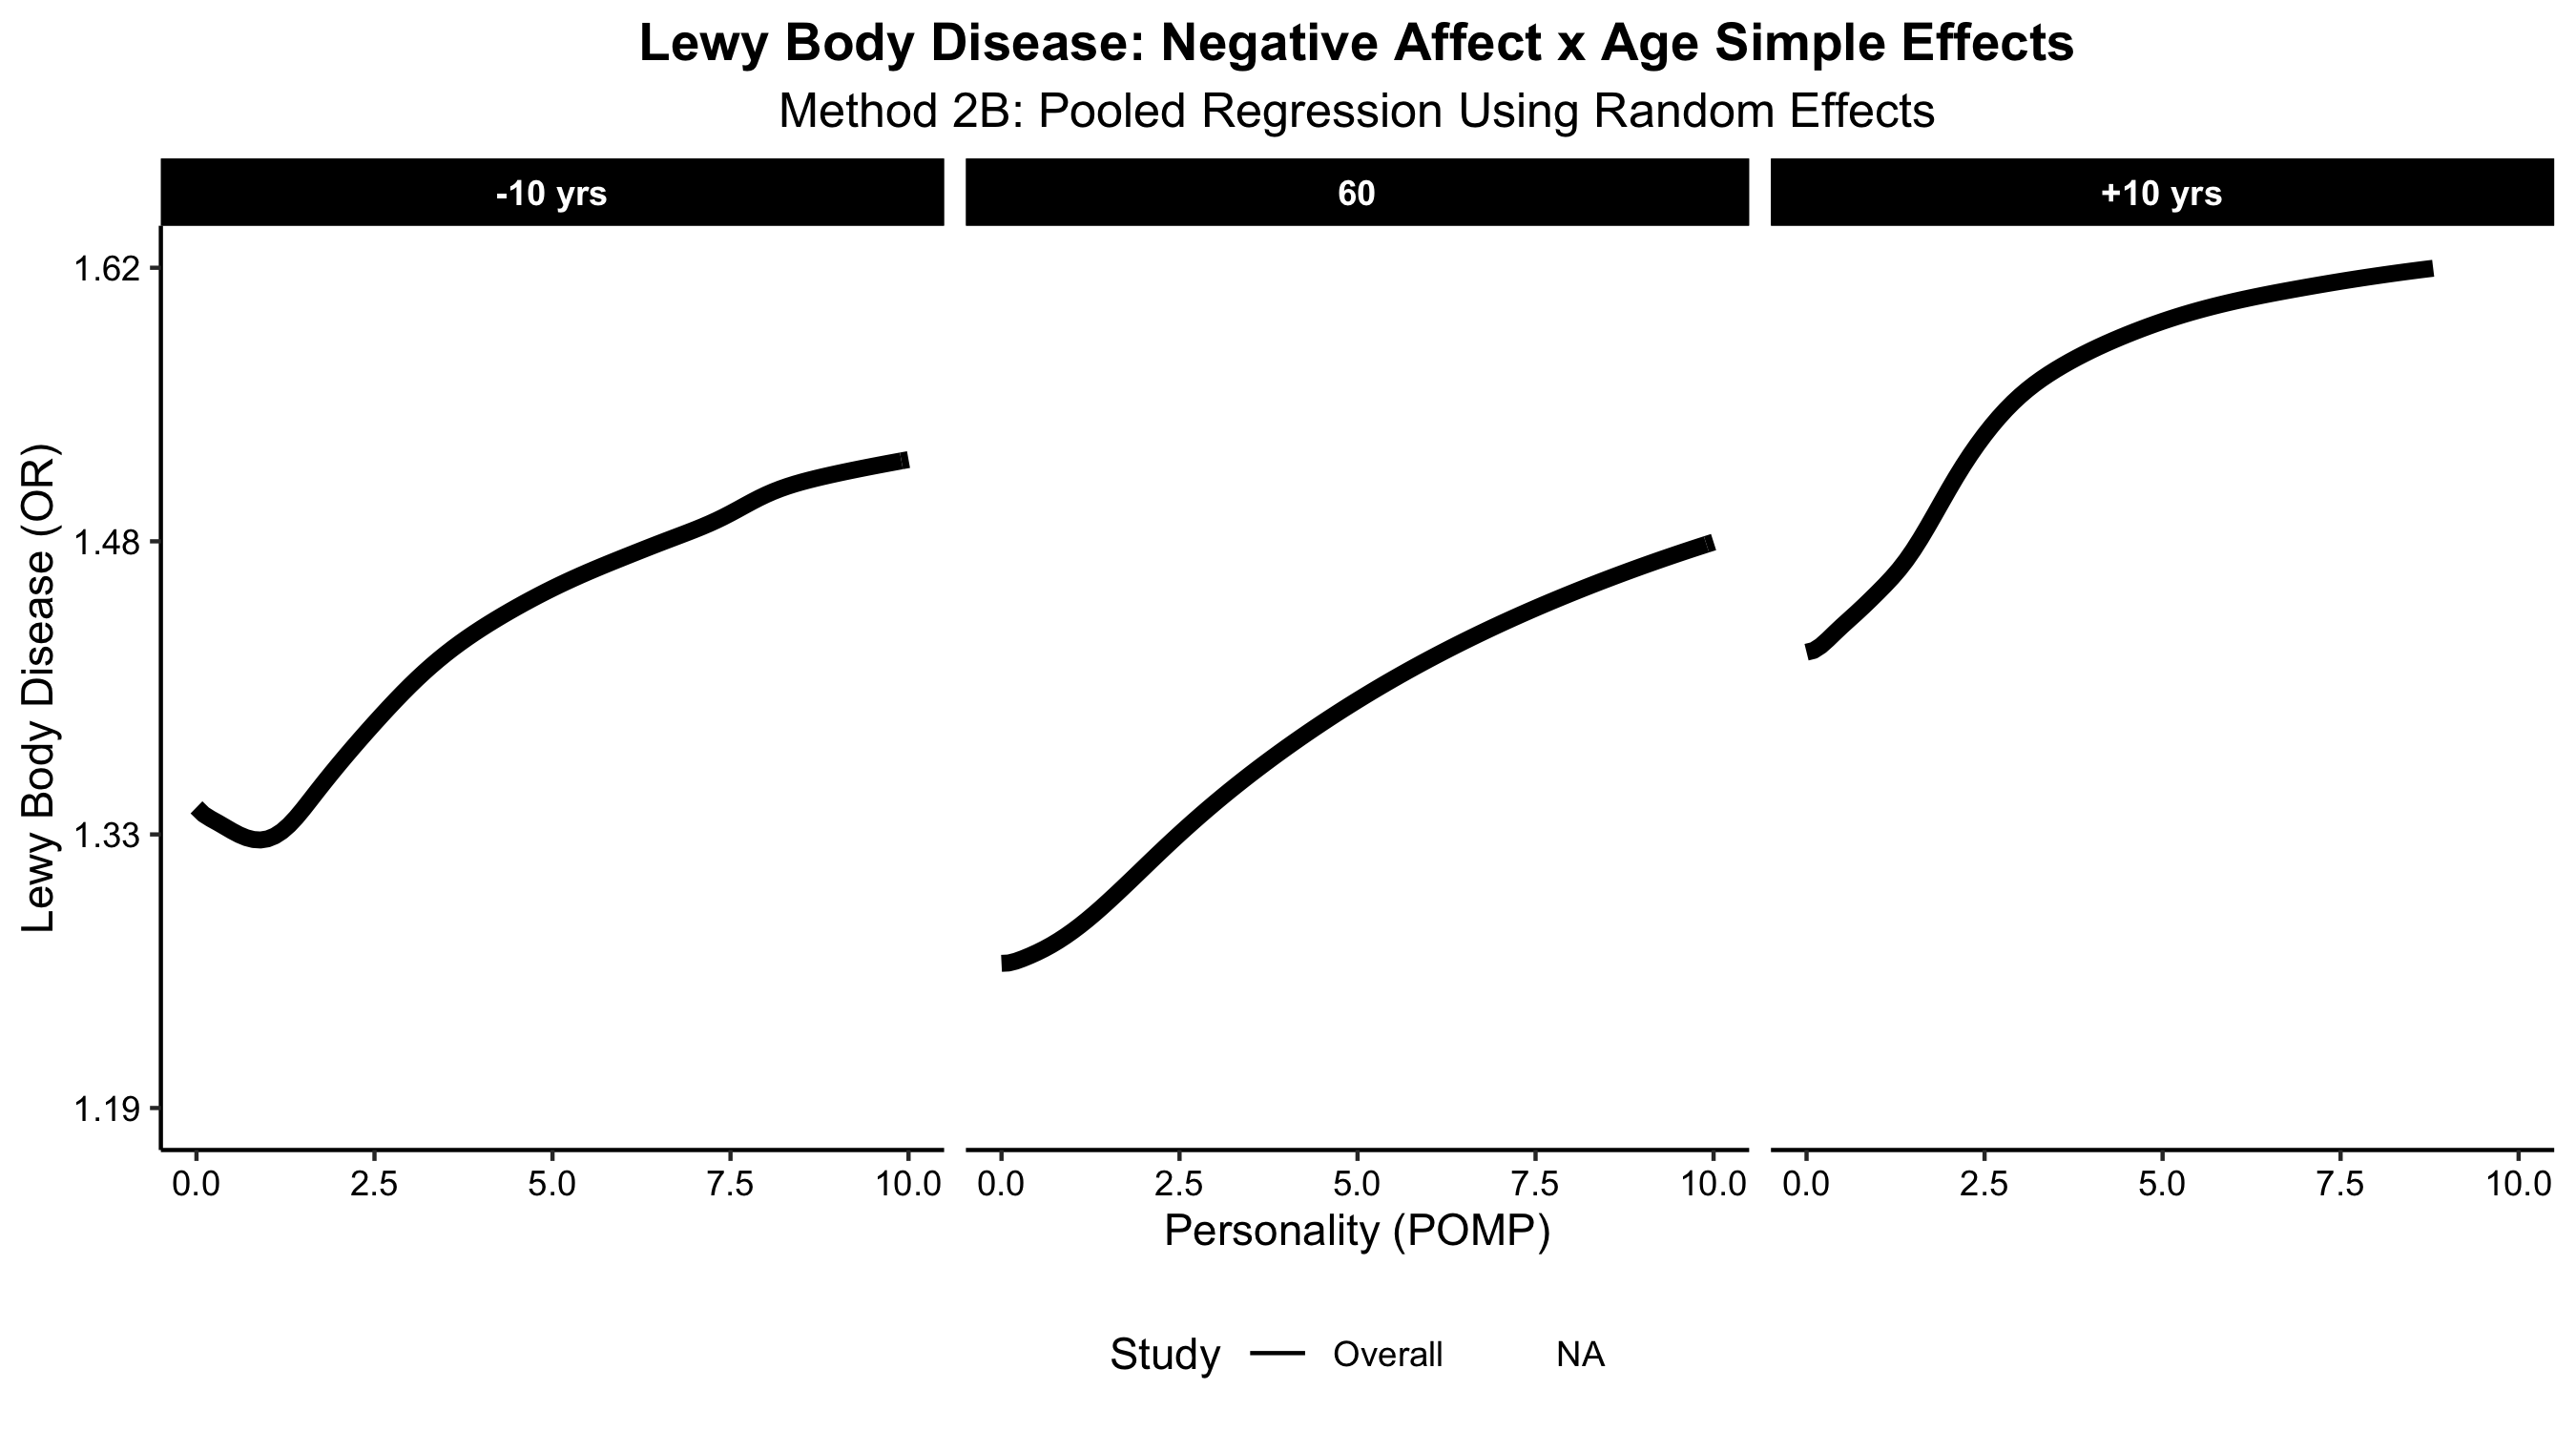 Lewy Body Disease: Negative Affect x Age Simple Effects
Method 2B: Pooled Regression Using Random Effects
-10 yrs 60 +10 yrs
Lewy Body Disease (OR)
1.62
1.48
1.33
1.19
0.0 2.5 5.0 7.5 10.0 0.0 2.5 5.0 7.5 10.0 0.0 2.5 5.0 7.5 10.0
Personality (POMP)
Study Overall NA